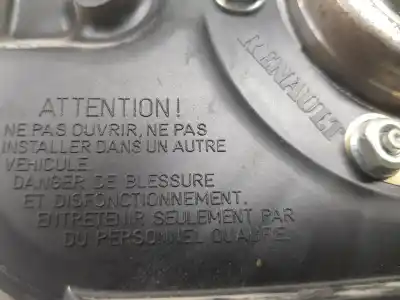 ATTENTION!
NE PAS OUVRIR, NE PAS
INSTALLER DANS UN AUTRE
VEHICULE.
DANGER DE BLESSURE
ET DISFONCTIONNEMENT.
ENTRETENIR SEULEMENT PAR
DU PERSONNEL QUALIFE.
RENAULT